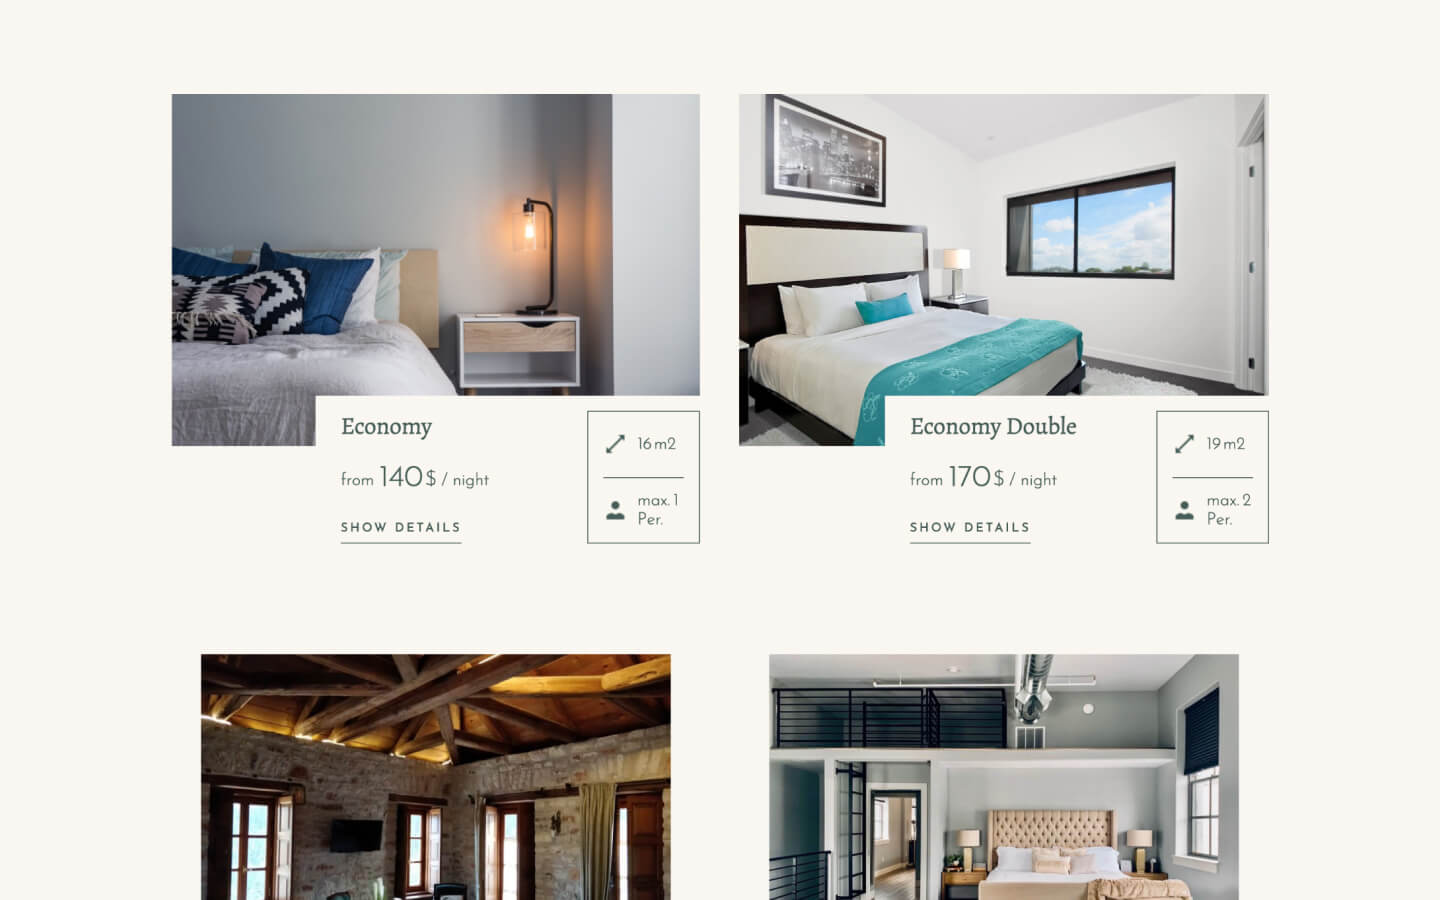 Economy
from 140$ / night
SHOW DETAILS
16 m2
max. 1
Per.
Economy Double
from 170$ / night
SHOW DETAILS
19 m2
max. 2
Per.